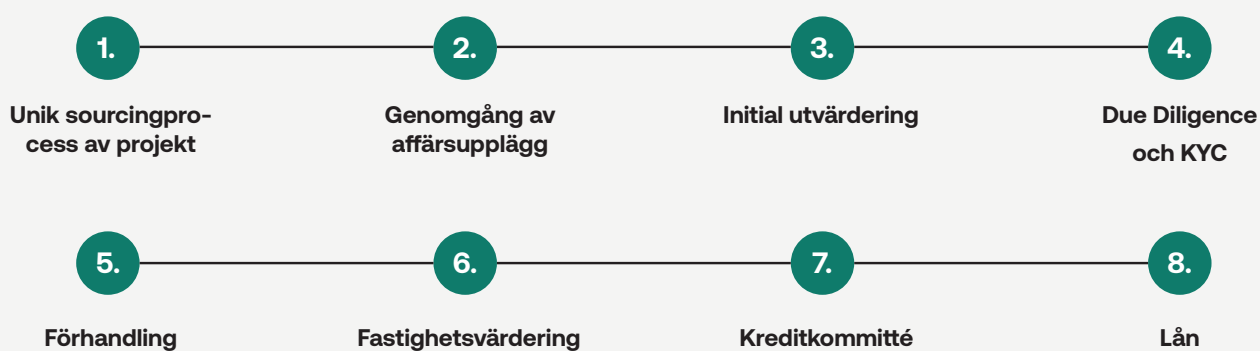 1.
2.
3.
4.
Unik sourcingpro-
cess av projekt
Genomgång av
affärsupplägg
Initial utvärdering
Due Diligence
och KYC
5.
6.
7.
8.
Förhandling
Fastighetsvärdering
Kreditkommitté
Lån